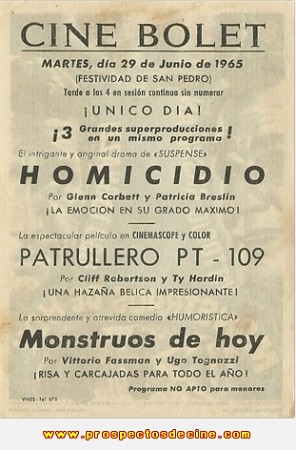 CINE BOLET
MARTES, día 29 de Junio de 1965
(FESTIVIDAD DE SAN PEDRO)
Tarde a las 4 en sesión continua sin numerar
¡UNICO DIA!
¡3 Grandes superproducciones
en un mismo programa!
El intrigante y original drama de «SUSPENSE»
HOMICIDIO
Por Glenn Corbett y Patricia Breslin
¡LA EMOCION EN SU GRADO MAXIMO!
La espectacular película en CINEMASCOPE y COLOR
PATRULLERO PT - 109
Por Cliff Robertson y Ty Hardin
¡UNA HAZAÑA BELICA IMPRESIONANTE!
La sorprendente y atrevida comedia «HUMORISTICA»
Monstruos de hoy
Por Vittorio Fassman y Ugo Tognazzi
¡RISA Y CARCAJADAS PARA TODO EL AÑO!
Programa NO APTO para menores
VIVES - Tel 675
www.prospectosdecine.com